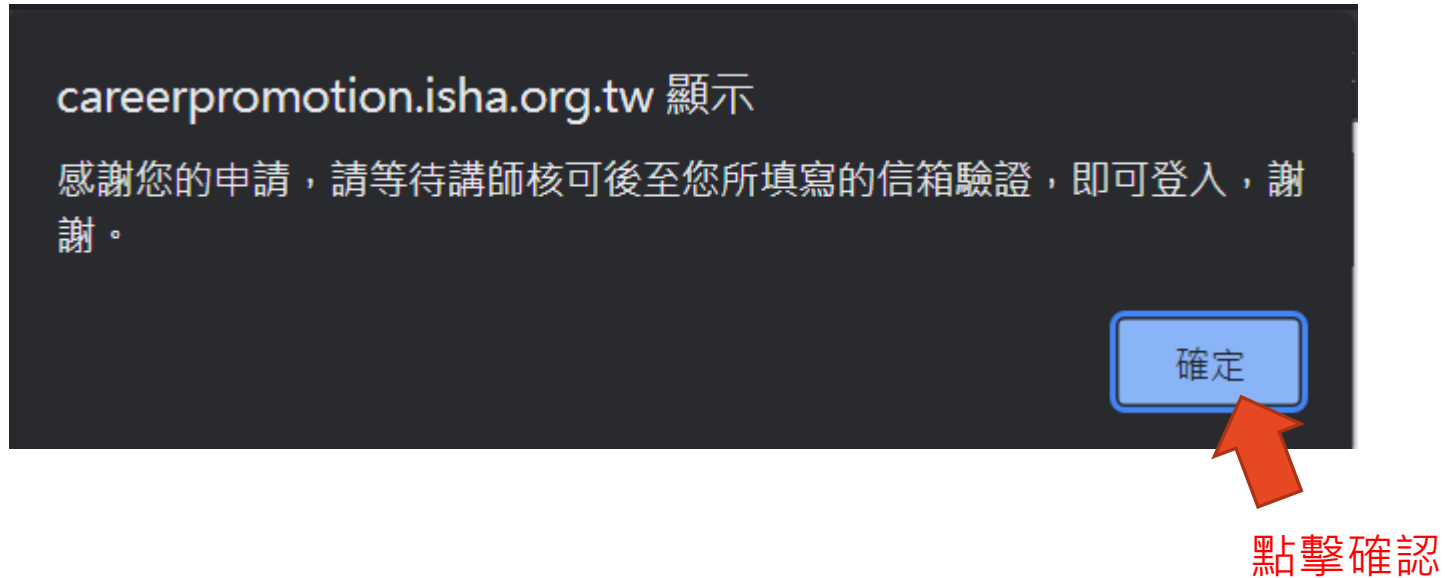 careerpromotion.isha.org.tw 顯示
感謝您的申請，請等待講師核可後至您所填寫的信箱驗證，即可登入，謝
謝。
確定
點擊確認